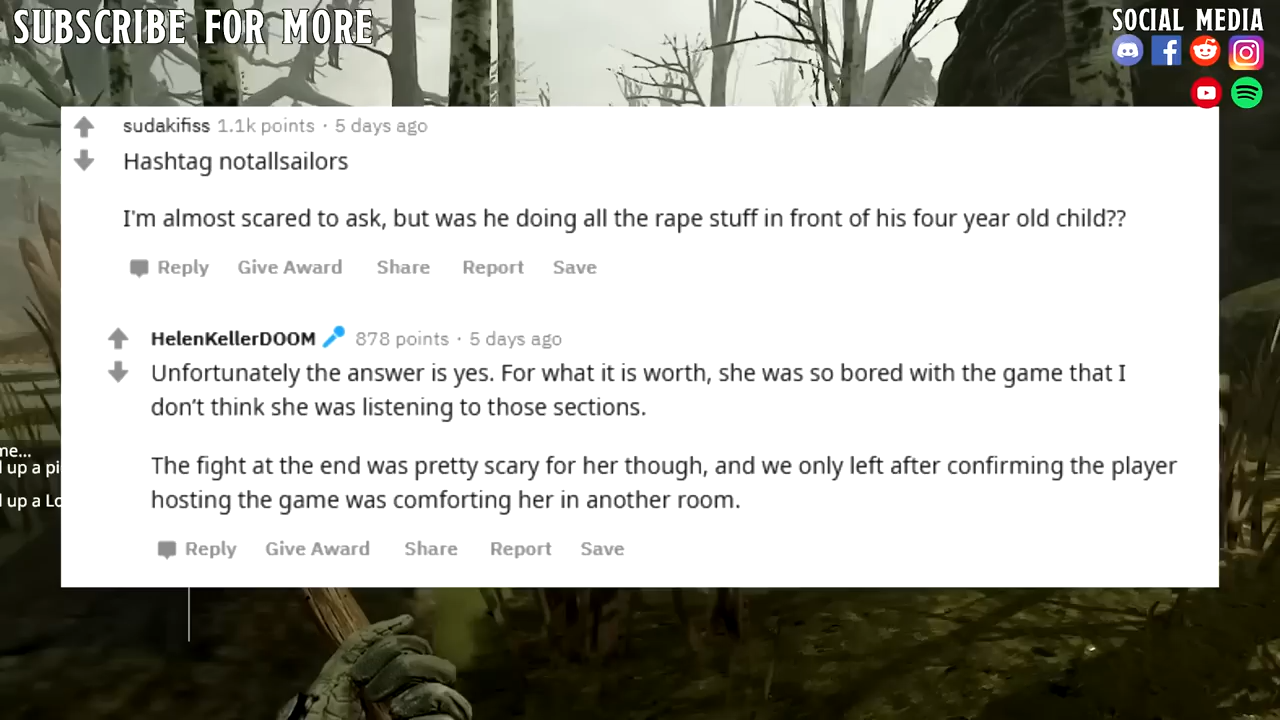 SUBSCRIBE FOR MORE
SOCIAL MEDIA
sudakifiss 1.1k points · 5 days ago
Hashtag notallsailors
I'm almost scared to ask, but was he doing all the rape stuff in front of his four year old child??
Reply Give Award Share Report Save
HelenKellerDOOM 878 points · 5 days ago
Unfortunately the answer is yes. For what it is worth, she was so bored with the game that I
don't think she was listening to those sections.
me...
up a pi
The fight at the end was pretty scary for her though, and we only left after confirming the player
up a Lo
hosting the game was comforting her in another room.
Reply Give Award Share Report Save